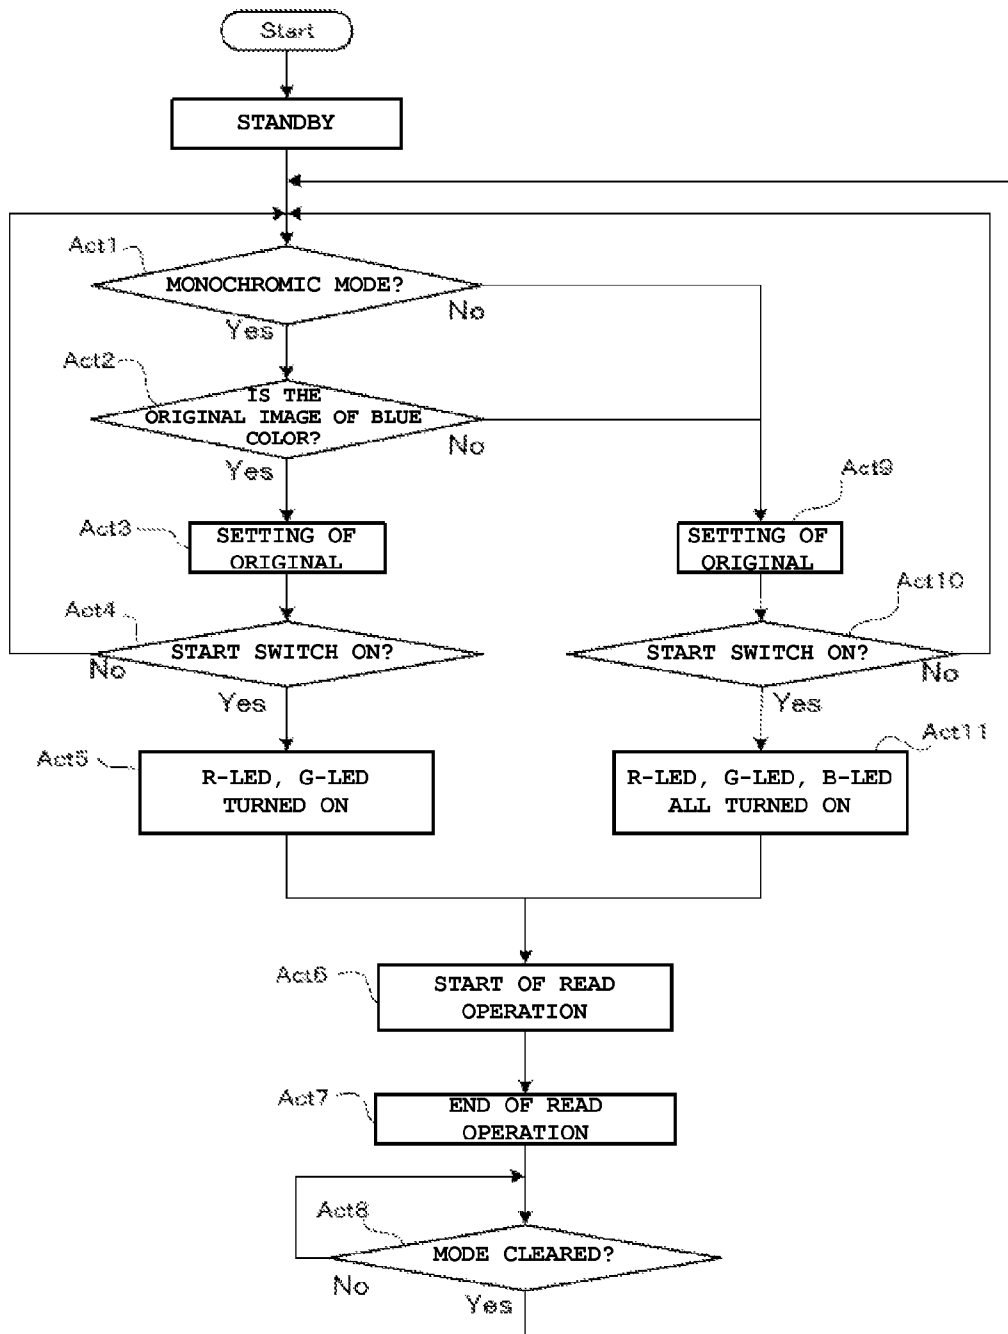 Start
STANDBY
Act1
MONOCHROMIC MODE?
No
Yes
Act2
IS THE
ORIGINAL IMAGE OF BLUE
COLOR?
No
Yes
Act3
SETTING OF
ORIGINAL
Act9
SETTING OF
ORIGINAL
Act4
START SWITCH ON?
No
Yes
Act10
START SWITCH ON?
No
Yes
Act5
R-LED, G-LED
TURNED ON
Act11
R-LED, G-LED, B-LED
ALL TURNED ON
Act6
START OF READ
OPERATION
Act7
END OF READ
OPERATION
Act8
MODE CLEARED?
No
Yes